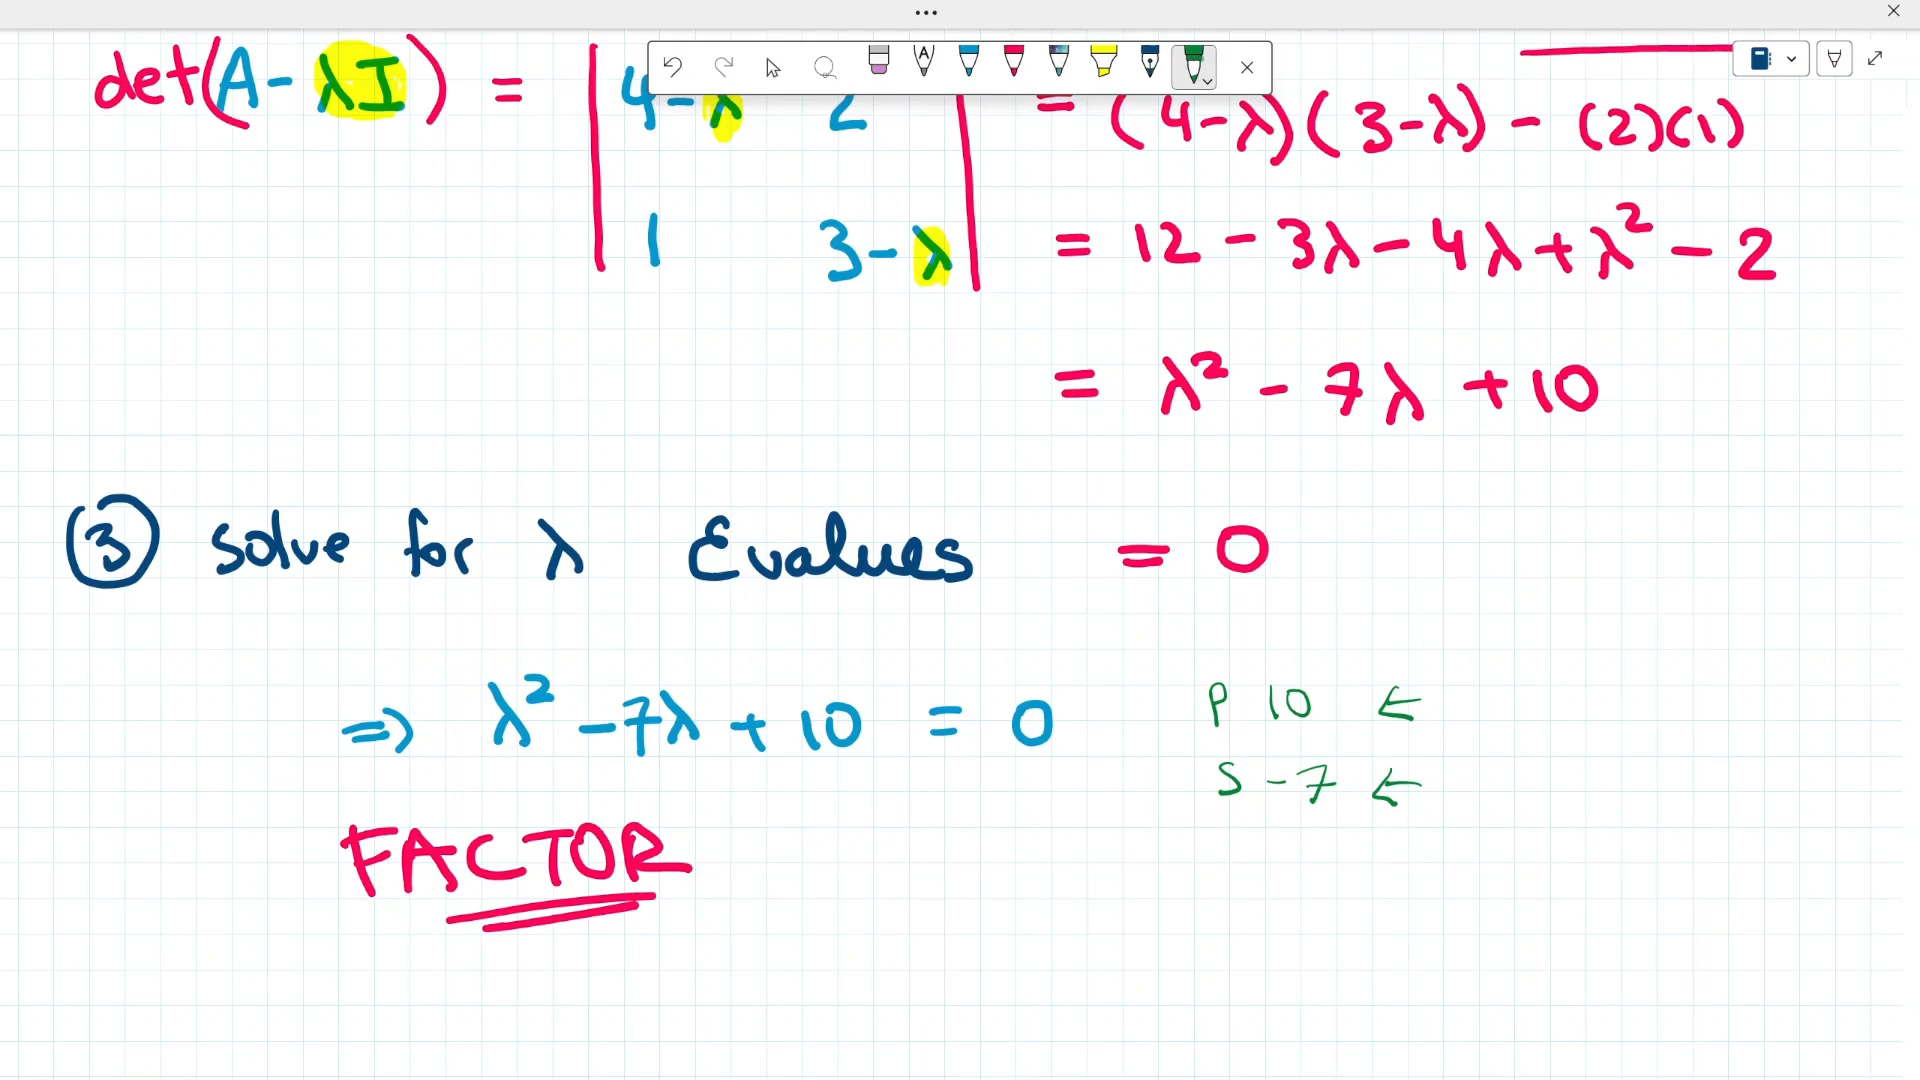 det(A-λI) = | 4-λ 2 | = (4-λ)(3-λ) - (2)(1)
| 1 3-λ | = 12 - 3λ - 4λ + λ² - 2
= λ² - 7λ + 10
③ solve for λ Evalues = 0
⇒ λ² - 7λ + 10 = 0
P 10 ←
S -7 ←
FACTOR